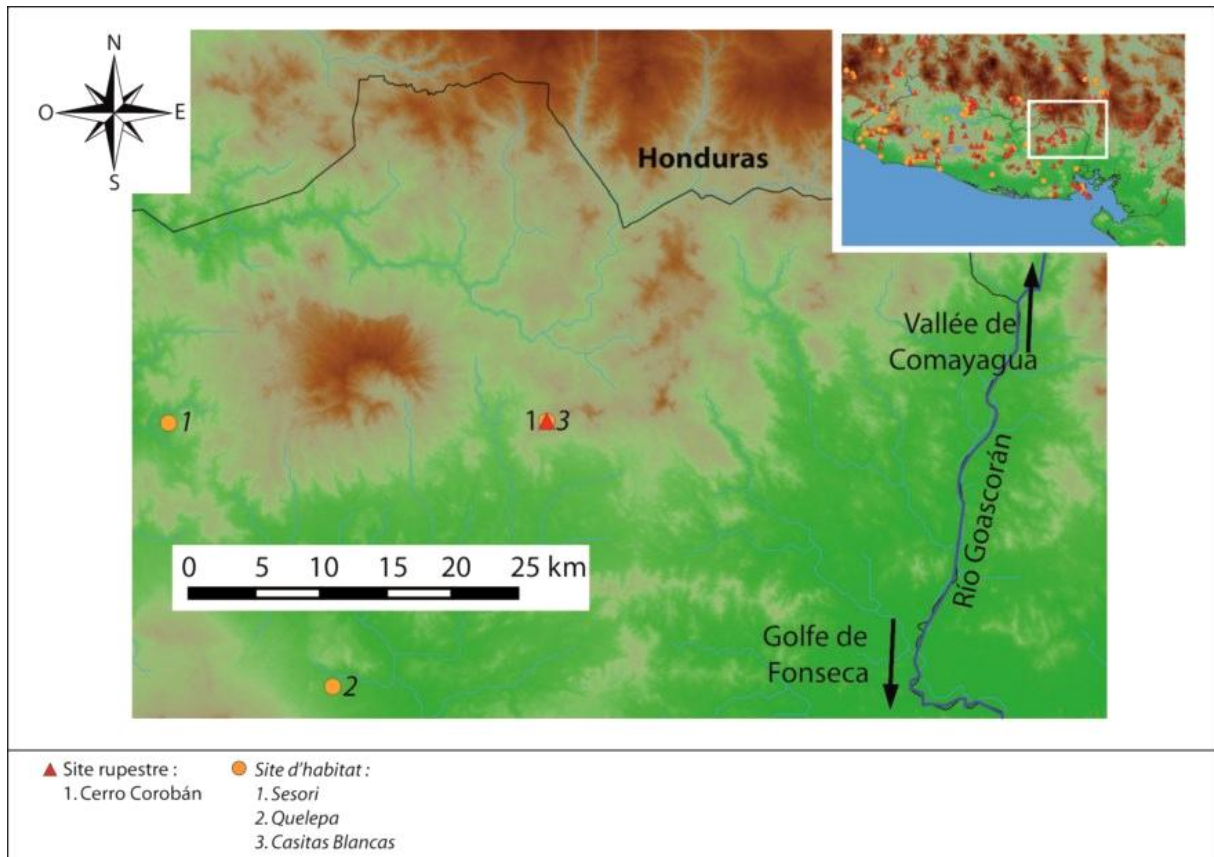 N
O
E
S
Honduras
Vallée de
Comayagua
1
1
3
Río Goascorán
0 5 10 15 20 25 km
Golfe de
Fonseca
2
Site rupestre :
1. Cerro Corobán
Site d'habitat :
1. Sesori
2. Quelepa
3. Casitas Blancas